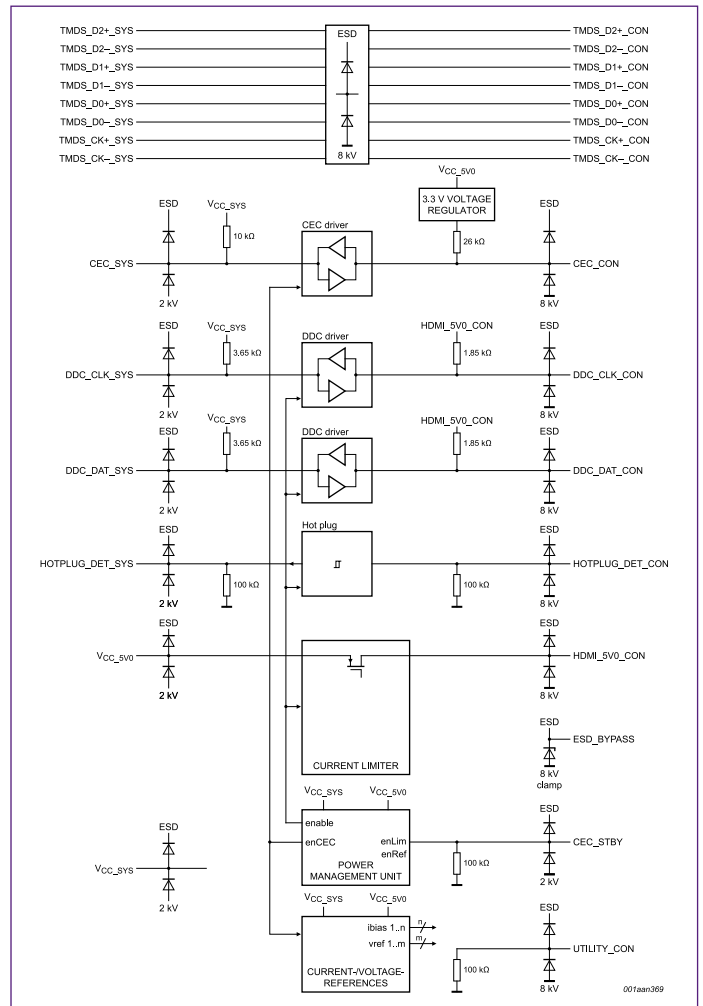 TMDS_D2+_SYS ESD TMDS_D2+_CON
TMDS_D2−_SYS TMDS_D2−_CON
TMDS_D1+_SYS TMDS_D1+_CON
TMDS_D1−_SYS TMDS_D1−_CON
TMDS_D0+_SYS TMDS_D0+_CON
TMDS_D0−_SYS TMDS_D0−_CON
TMDS_CK+_SYS TMDS_CK+_CON
TMDS_CK−_SYS 8 kV TMDS_CK−_CON
VCC_5V0
3.3 V VOLTAGE
REGULATOR
ESD VCC_SYS CEC driver ESD
10 kΩ 26 kΩ
CEC_SYS CEC_CON
2 kV 8 kV
ESD VCC_SYS DDC driver HDMI_5V0_CON ESD
3.65 kΩ 1.85 kΩ
DDC_CLK_SYS DDC_CLK_CON
2 kV 8 kV
ESD VCC_SYS DDC driver HDMI_5V0_CON ESD
3.65 kΩ 1.85 kΩ
DDC_DAT_SYS DDC_DAT_CON
2 kV 8 kV
ESD Hot plug ESD
HOTPLUG_DET_SYS HOTPLUG_DET_CON
100 kΩ 100 kΩ
2 kV 8 kV
ESD ESD
VCC_5V0 HDMI_5V0_CON
2 kV 8 kV
ESD
ESD_BYPASS
8 kV
clamp
CURRENT LIMITER
VCC_SYS VCC_5V0
ESD
enable
enCEC enLim CEC_STBY
enRef
100 kΩ
POWER
MANAGEMENT UNIT
2 kV
ESD
VCC_SYS
2 kV
VCC_SYS VCC_5V0
ESD
ibias 1..n n
vref 1..m m
UTILITY_CON
CURRENT-/VOLTAGE-
REFERENCES
100 kΩ
8 kV
001aan369